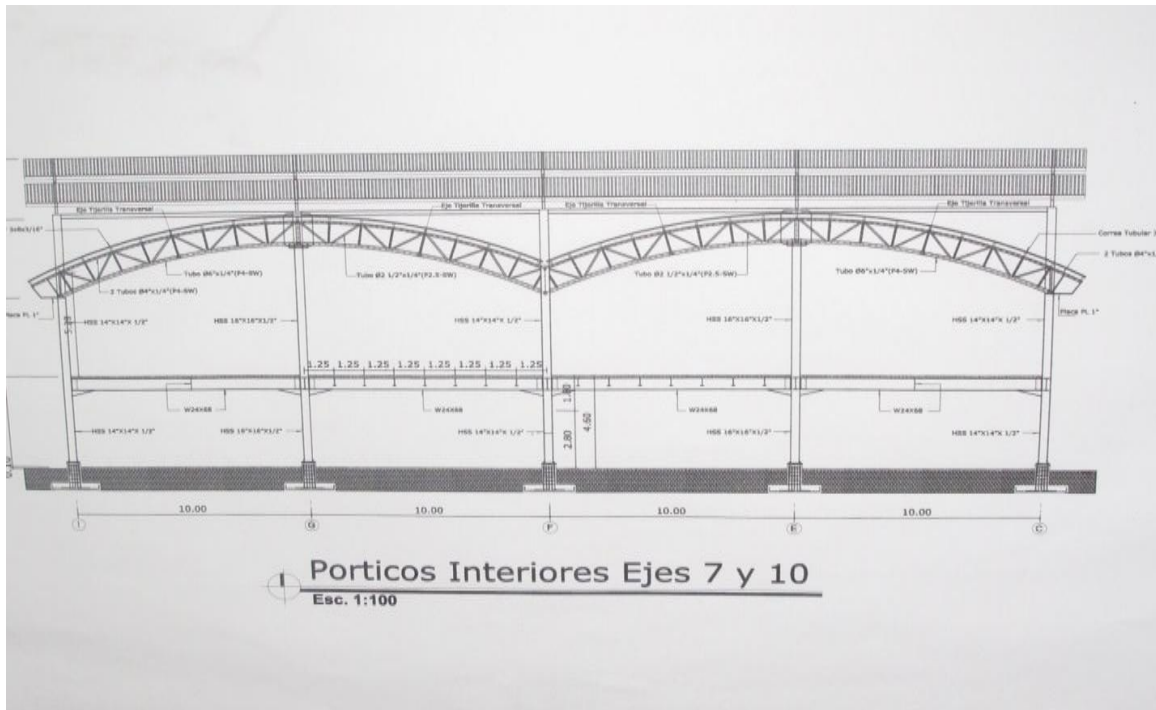 Eje Tijerilla Transversal
Eje Tijerilla Transversal
Eje Tijerilla Transversal
Eje Tijerilla Transversal
Correa Tubular
Tubo Ø6"x1/4"(P4-SW)
Tubo Ø2 1/2"x1/4"(P2.5-SW)
Tubo Ø2 1/2"x1/4"(P2.5-SW)
Tubo Ø6"x1/4"(P4-SW)
2 Tubos Ø4"x1
2 Tubos Ø4"x1/4"(P4-SW)
Placa PL 1"
Placa PL 1"
HSS 14"X14"X 1/2"
HSS 16"X16"X1/2"
HSS 14"X14"X 1/2"
HSS 16"X16"X1/2"
HSS 14"X14"X 1/2"
1.25 1.25 1.25 1.25 1.25 1.25 1.25 1.25
W24X68
W24X68
W24X68
W24X68
1.80
4.60
2.80
HSS 14"X14"X 1/2"
HSS 16"X16"X1/2"
HSS 14"X14"X 1/2"
HSS 16"X16"X1/2"
HSS 14"X14"X 1/2"
10.00 10.00 10.00 10.00
I G F E C
1 Porticos Interiores Ejes 7 y 10
Esc. 1:100